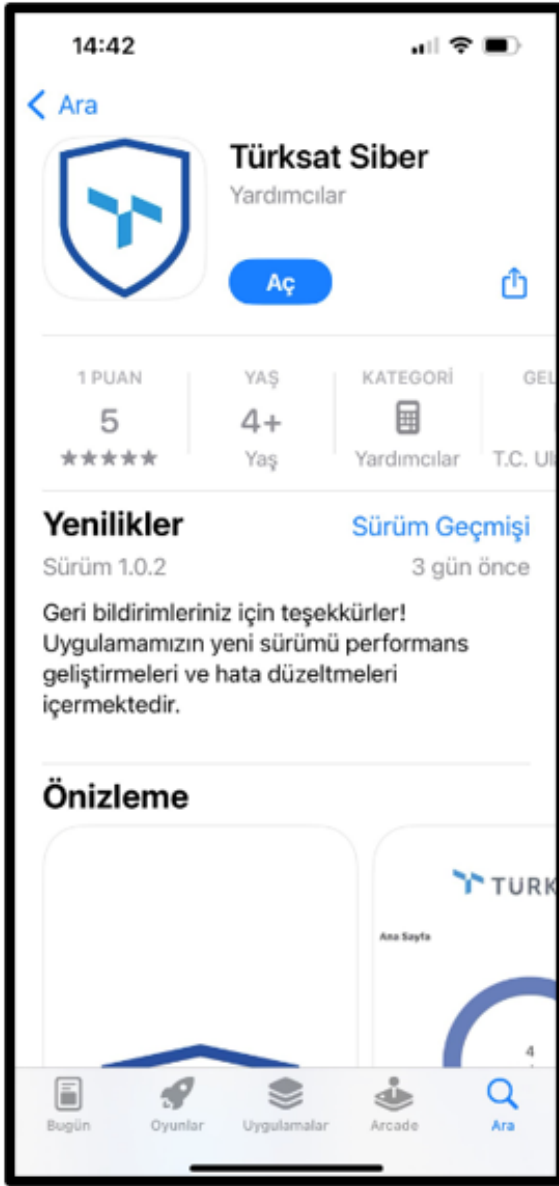 14:42
Ara
Türksat Siber
Yardımcılar
Aç
1 PUAN
YAŞ
KATEGORİ
GEL
5
4+
★★★★★
Yaş
Yardımcılar
T.C. Ul
Yenilikler
Sürüm Geçmişi
Sürüm 1.0.2
3 gün önce
Geri bildirimleriniz için teşekkürler!
Uygulamamızın yeni sürümü performans
geliştirmeleri ve hata düzeltmeleri
içermektedir.
Önizleme
TURK
Ana Sayfa
4
Bugün
Oyunlar
Uygulamalar
Arcade
Ara